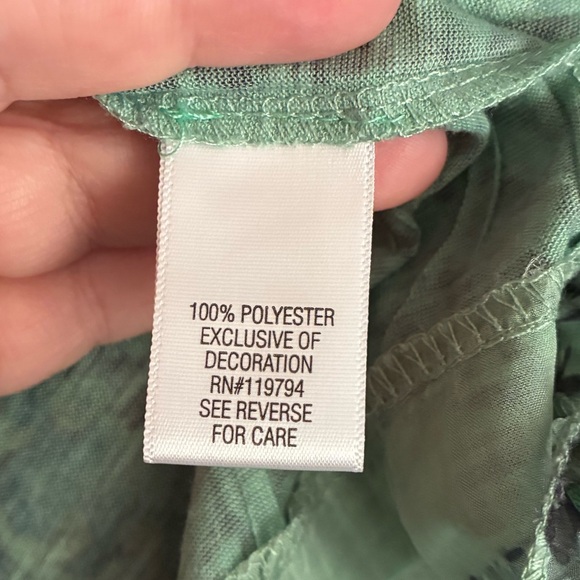 100% POLYESTER
EXCLUSIVE OF
DECORATION
RN#119794
SEE REVERSE
FOR CARE